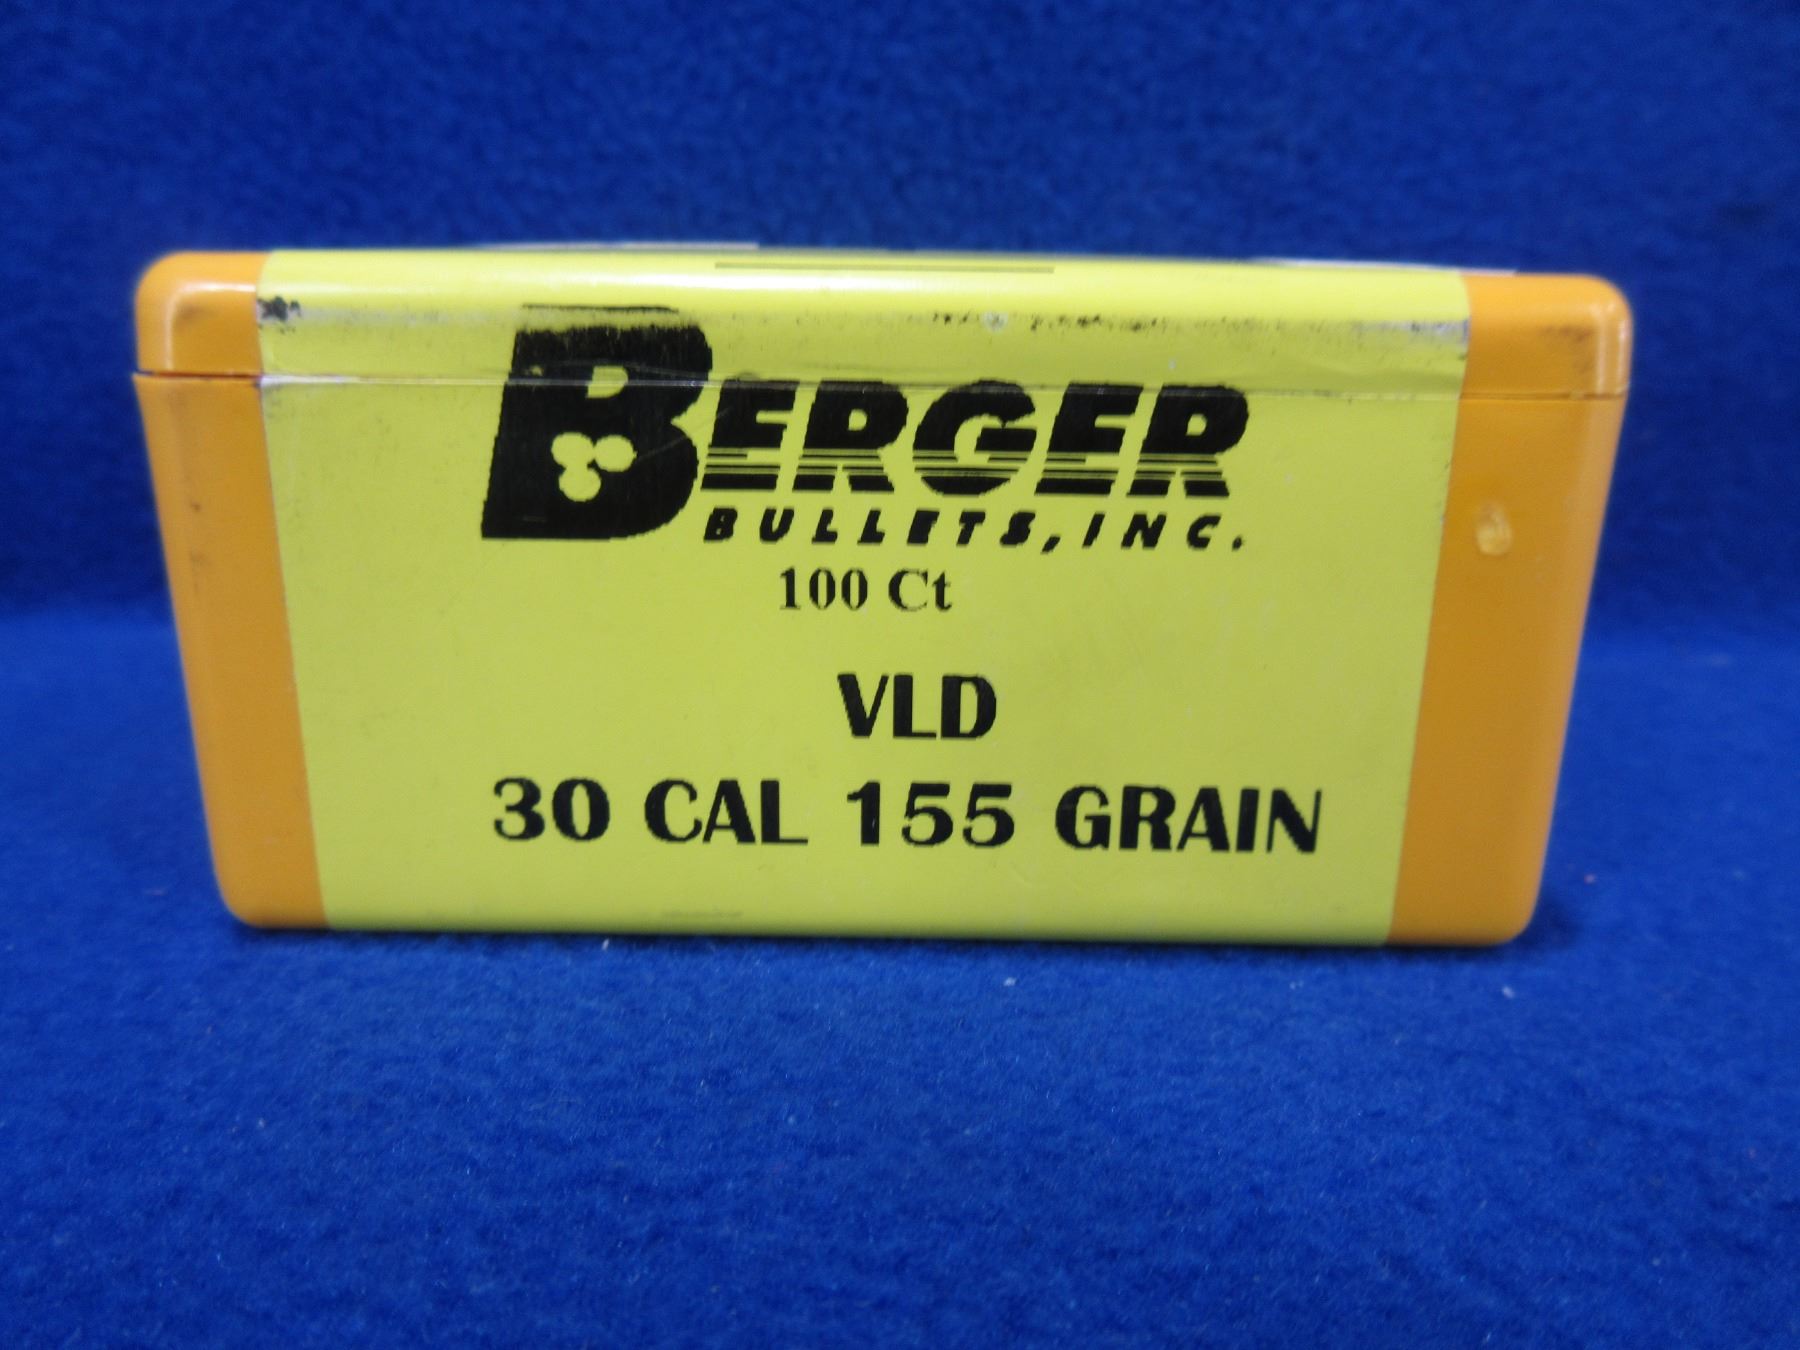 BERGER
BULLETS, INC.
100 Ct
VLD
30 CAL 155 GRAIN